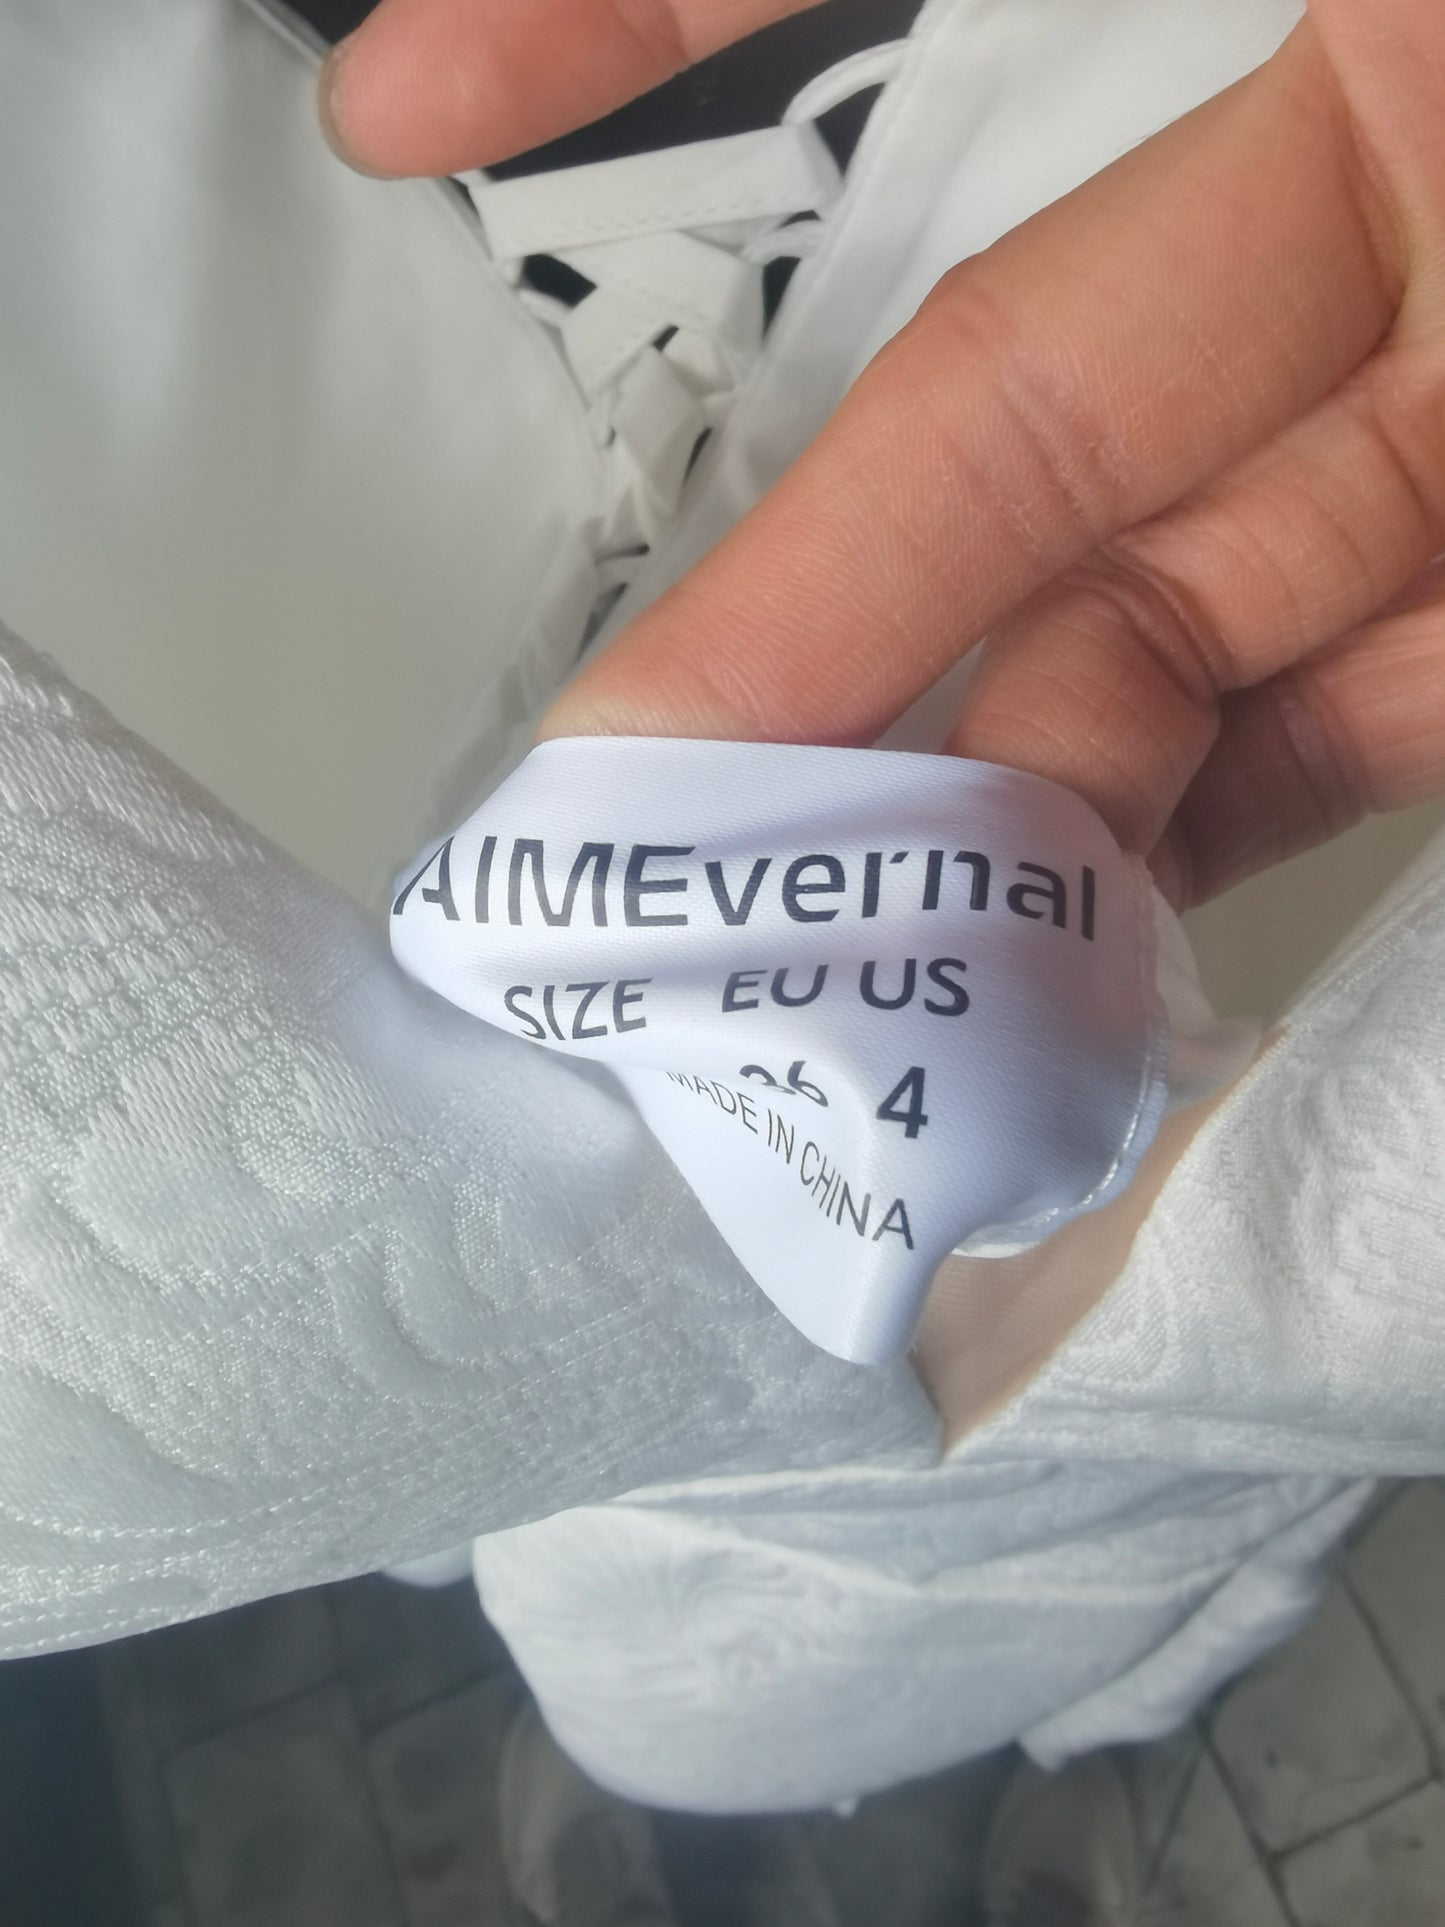 AIMEvernal
SIZE EU US
36 4
MADE IN CHINA